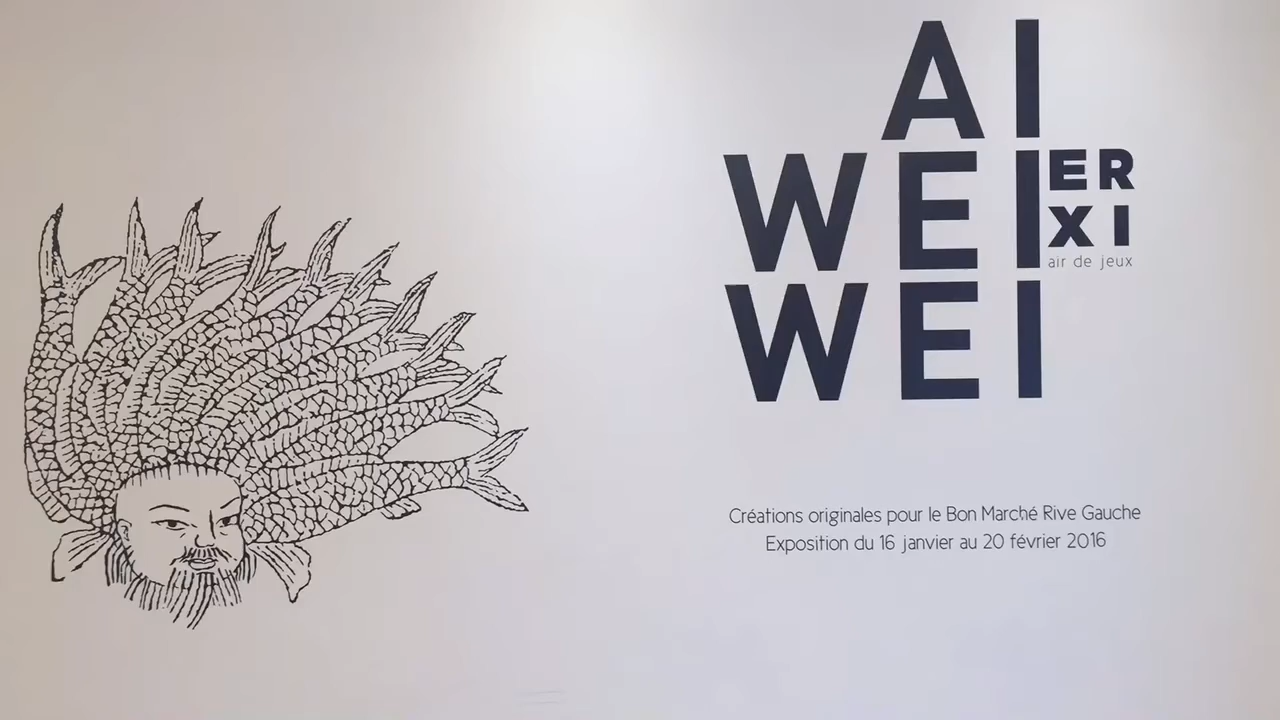 AI
WEI
ER
XI
air de jeux
WEI
Créations originales pour le Bon Marché Rive Gauche
Exposition du 16 janvier au 20 février 2016